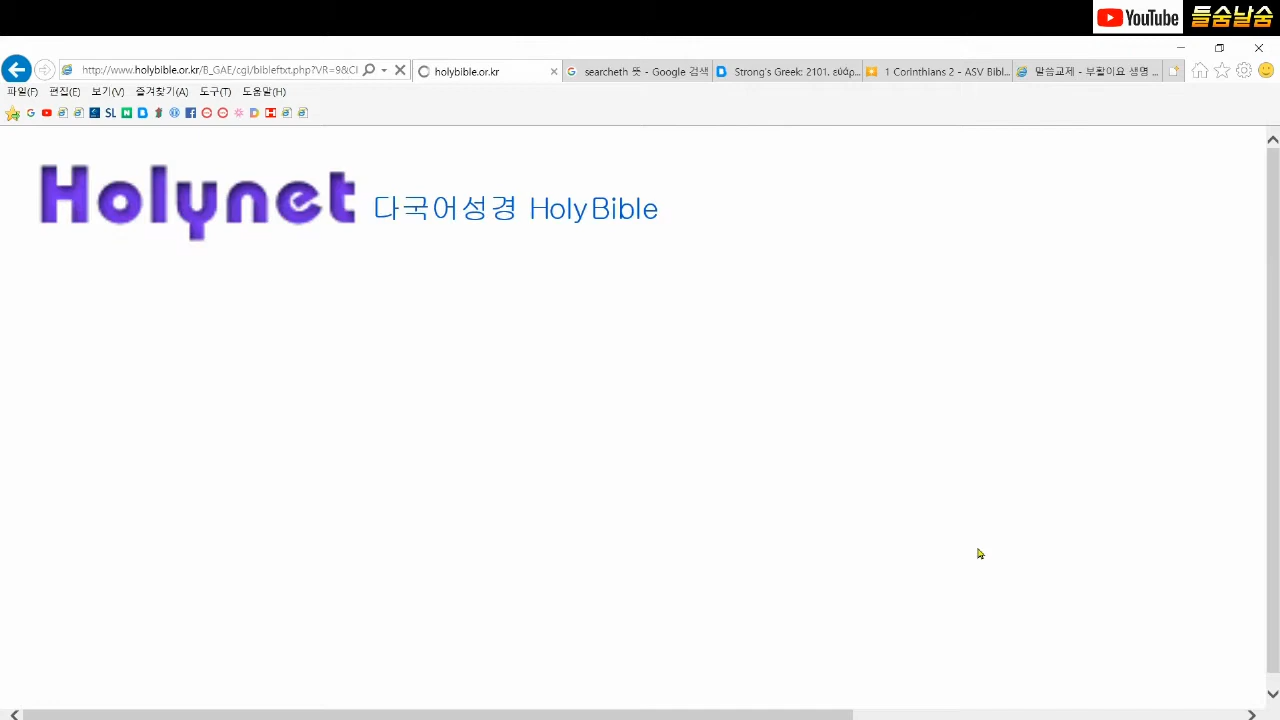 YouTube 들숨날숨
http://www.holybible.or.kr/B_GAE/cgi/bibleftxt.php?VR=9&CI
holybible.or.kr
searcheth 뜻 - Google 검색
Strong's Greek: 2101. εὐάρ...
1 Corinthians 2 - ASV Bibl...
말씀교제 - 부활이요 생명 ...
파일(F) 편집(E) 보기(V) 즐겨찾기(A) 도구(T) 도움말(H)
SL
Holynet 다국어성경 HolyBible